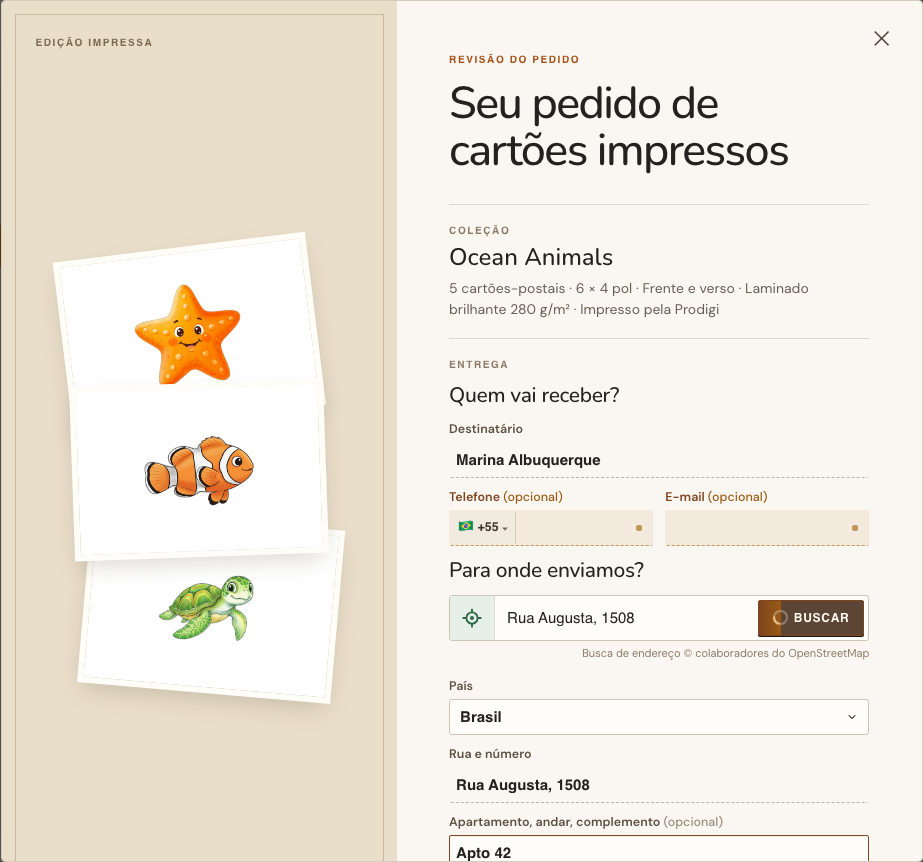 EDIÇÃO IMPRESSA
REVISÃO DO PEDIDO
Seu pedido de
cartões impressos
COLEÇÃO
Ocean Animals
5 cartões-postais · 6 × 4 pol · Frente e verso · Laminado
brilhante 280 g/m² · Impresso pela Prodigi
ENTREGA
Quem vai receber?
Destinatário
Marina Albuquerque
Telefone (opcional) E-mail (opcional)
+55
Para onde enviamos?
Rua Augusta, 1508 BUSCAR
Busca de endereço © colaboradores do OpenStreetMap
País
Brasil
Rua e número
Rua Augusta, 1508
Apartamento, andar, complemento (opcional)
Apto 42